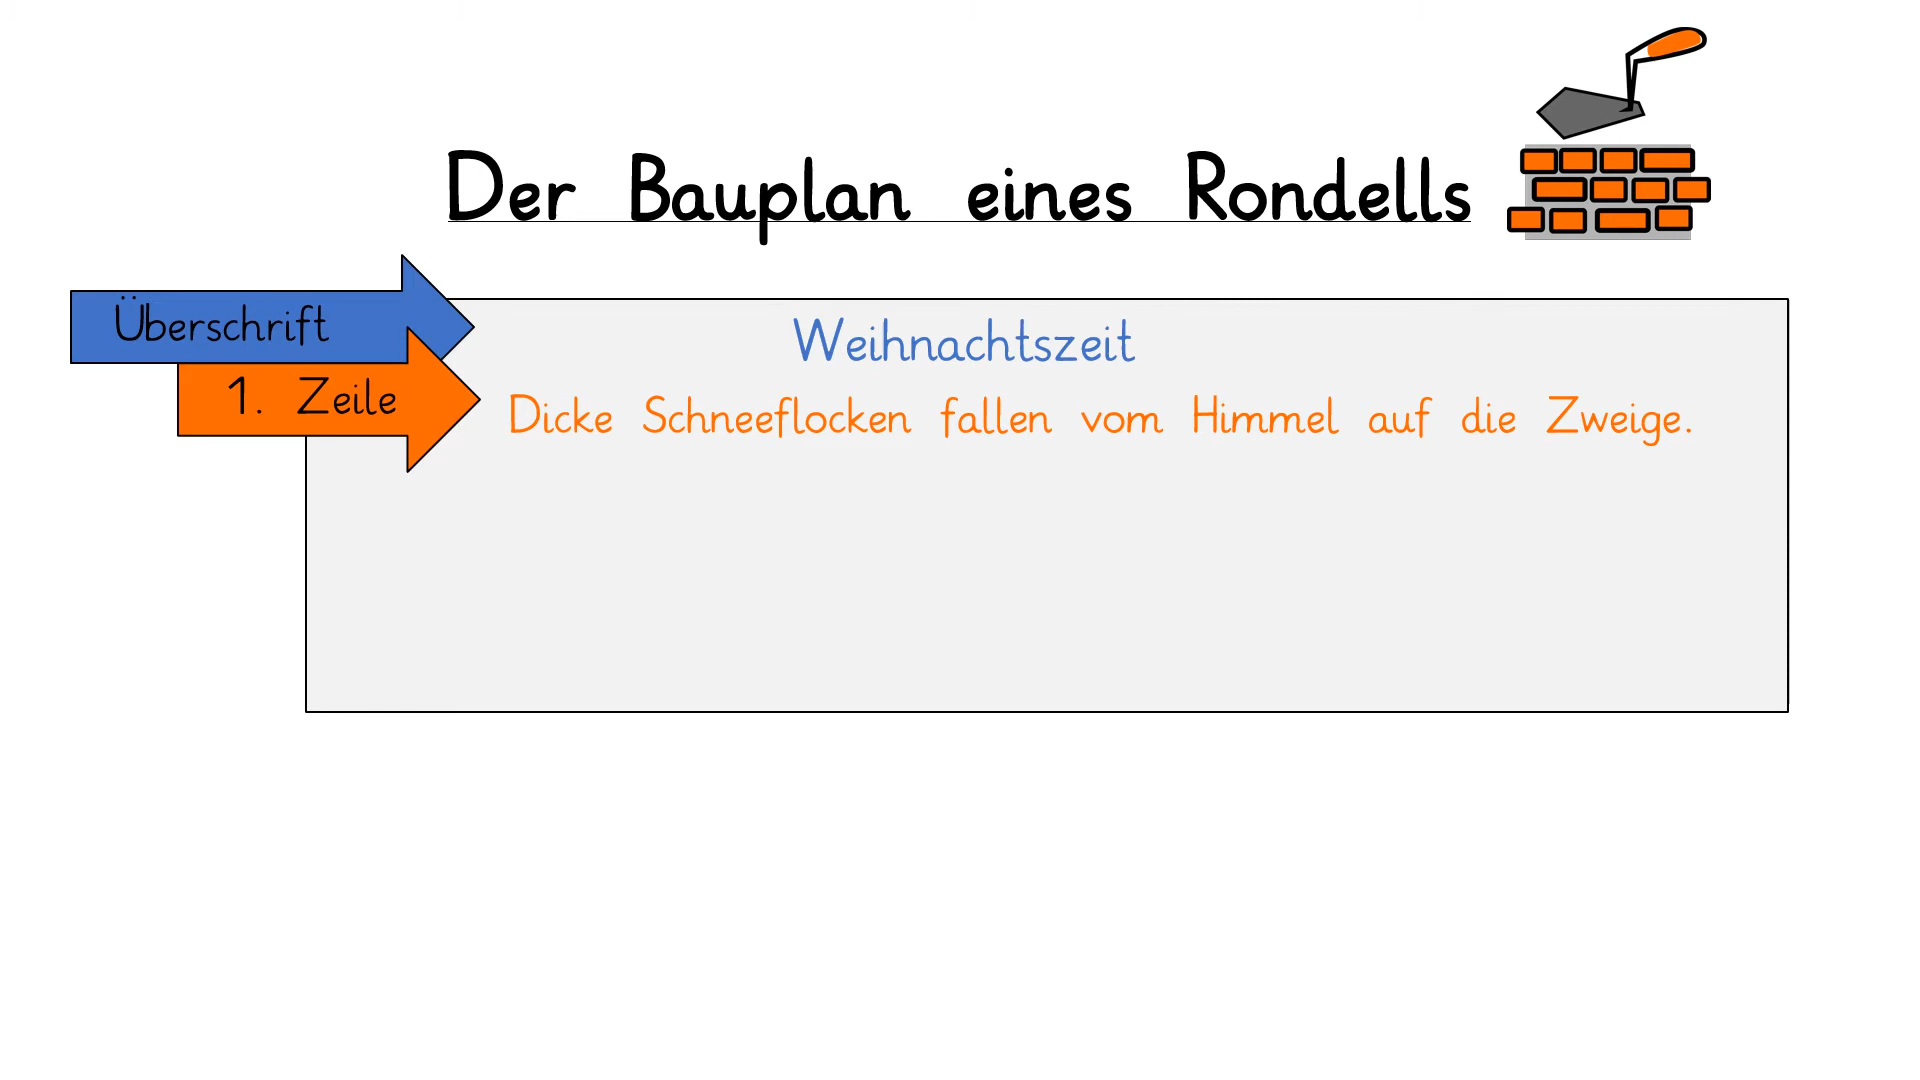 Der Bauplan eines Rondells
Überschrift
Weihnachtszeit
1. Zeile
Dicke Schneeflocken fallen vom Himmel auf die Zweige.